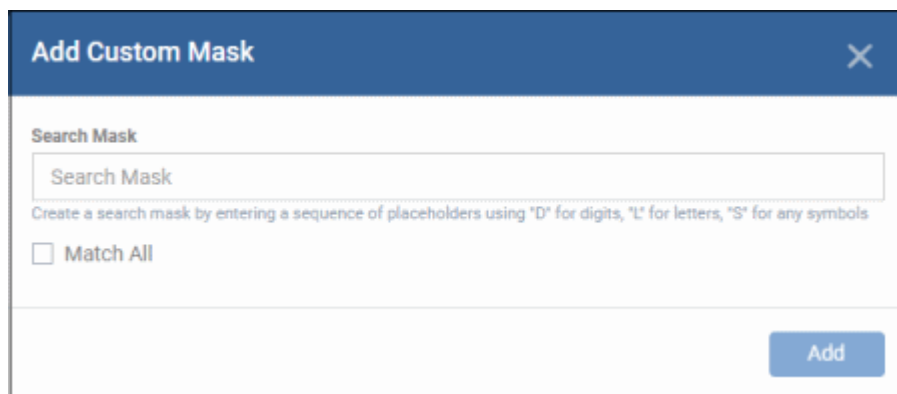 Add Custom Mask
Search Mask
Search Mask
Create a search mask by entering a sequence of placeholders using "D" for digits, "L" for letters, "S" for any symbols
Match All
Add